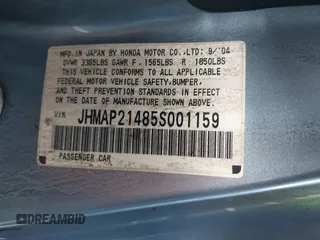 MFD. IN JAPAN BY HONDA MOTOR CO.,LTD: 9/'04
GVWR 3385LBS GAWR F 1565LBS R 1850LBS
THIS VEHICLE CONFORMS TO ALL APPLICABLE
FEDERAL MOTOR VEHICLE SAFETY,BUMPER,
AND THEFT PREVENTION STANDARDS IN EFFECT ON
THE DATE OF MANUFACTURE SHOWN ABOVE.
VIN: JHMAP21485S001159
PASSENGER CAR
DREAMBID